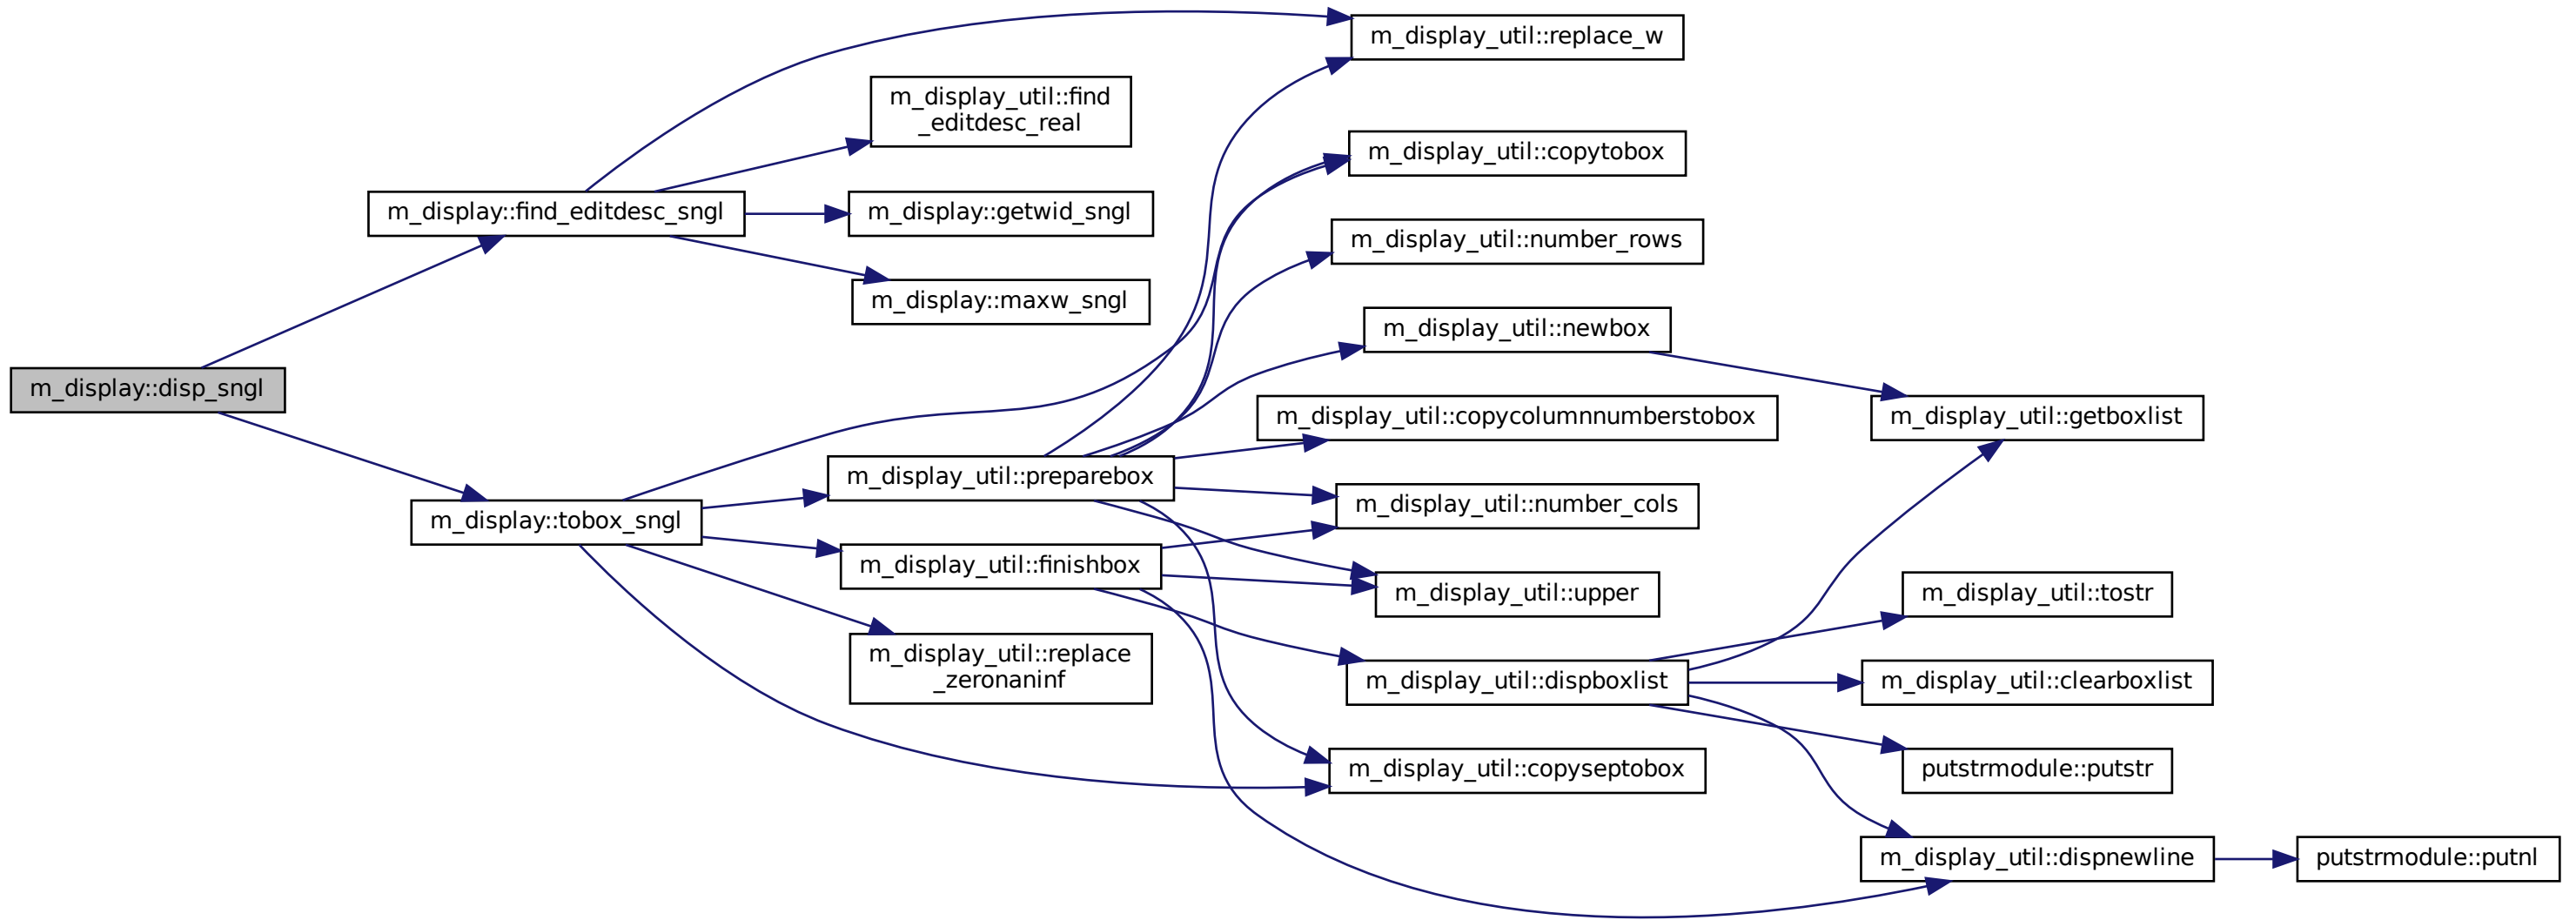 m_display_util::replace_w
m_display_util::find
_editdesc_real
m_display_util::copytobox
m_display::find_editdesc_sngl
m_display::getwid_sngl
m_display_util::number_rows
m_display::maxw_sngl
m_display_util::newbox
m_display::disp_sngl
m_display_util::copycolumnnumberstobox
m_display_util::getboxlist
m_display_util::preparebox
m_display_util::number_cols
m_display::tobox_sngl
m_display_util::finishbox
m_display_util::upper
m_display_util::tostr
m_display_util::replace
_zeronaninf
m_display_util::dispboxlist
m_display_util::clearboxlist
m_display_util::copyseptobox
putstrmodule::putstr
m_display_util::dispnewline
putstrmodule::putnl